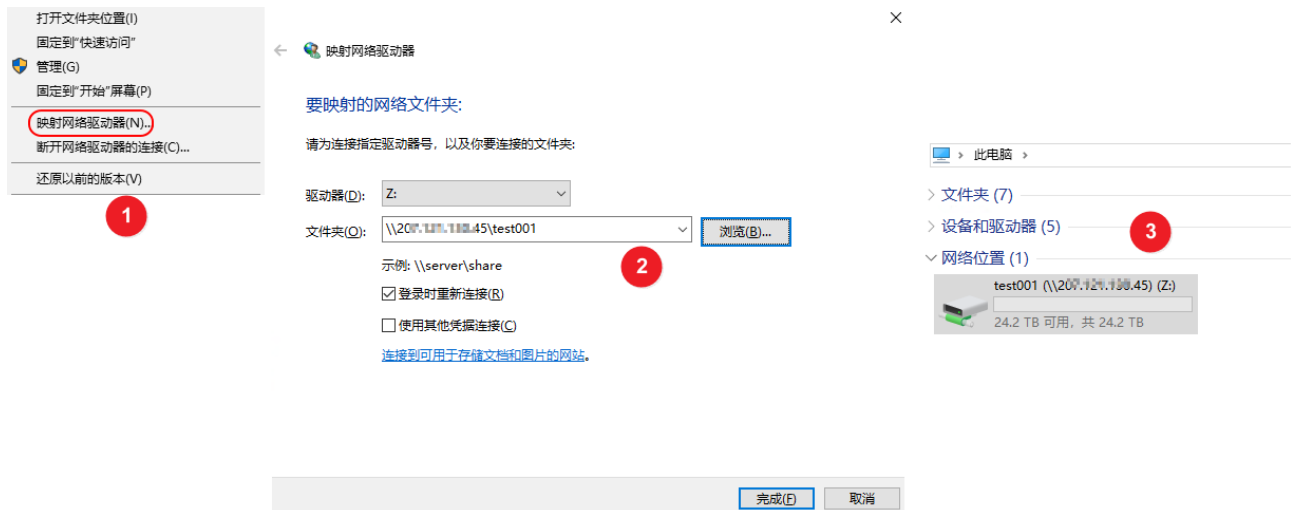 打开文件夹位置(I)
固定到"快速访问"
管理(G)
固定到"开始"屏幕(P)
映射网络驱动器(N)...
断开网络驱动器的连接(C)...
还原以前的版本(V)
1
映射网络驱动器
要映射的网络文件夹:
请为连接指定驱动器号，以及你要连接的文件夹:
驱动器(D): Z:
文件夹(O): \\20 .45\test001 浏览(B)...
示例: \\server\share
2
登录时重新连接(R)
使用其他凭据连接(C)
连接到可用于存储文档和图片的网站。
完成(F) 取消
此电脑
文件夹 (7)
设备和驱动器 (5)
3
网络位置 (1)
test001 (\\20 .45) (Z:)
24.2 TB 可用，共 24.2 TB